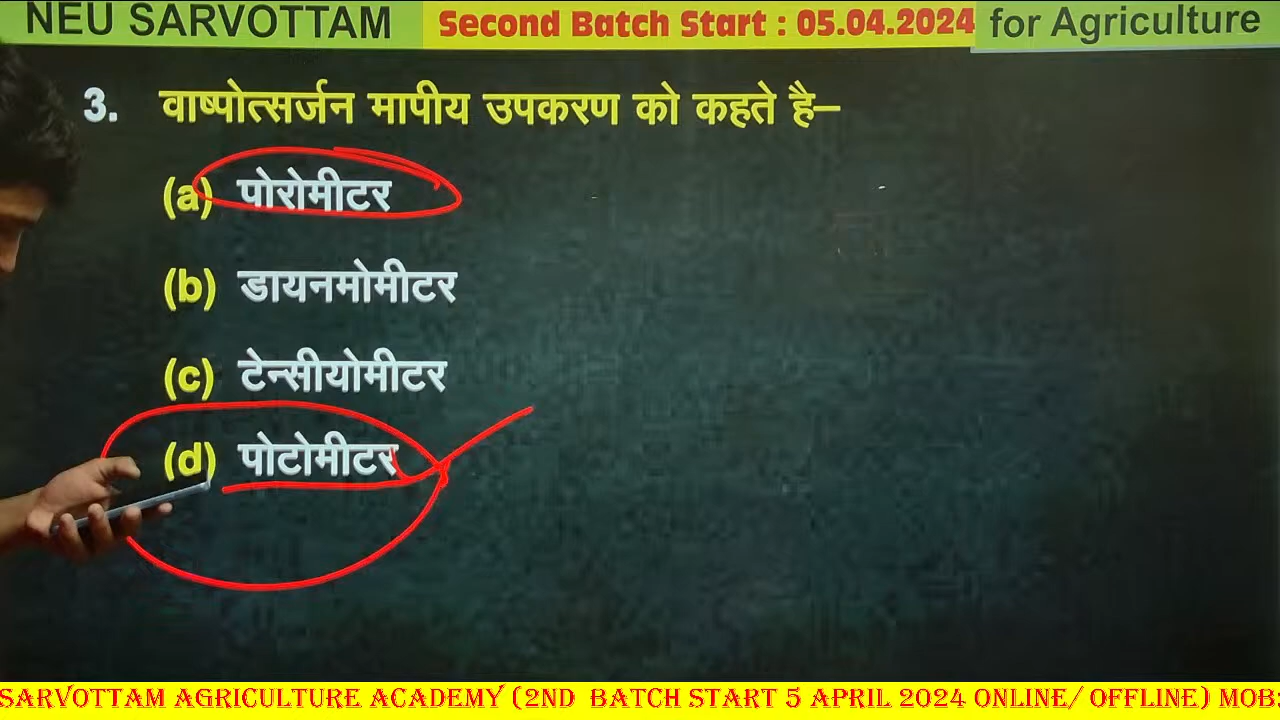 NEU SARVOTTAM Second Batch Start : 05.04.2024 for Agriculture
3. वाष्पोत्सर्जन मापीय उपकरण को कहते है–
(a) पोरोमीटर
(b) डायनमोमीटर
(c) टेन्सीयोमीटर
(d) पोटोमीटर
SARVOTTAM AGRICULTURE ACADEMY (2ND BATCH START 5 APRIL 2024 ONLINE/ OFFLINE) MOB: